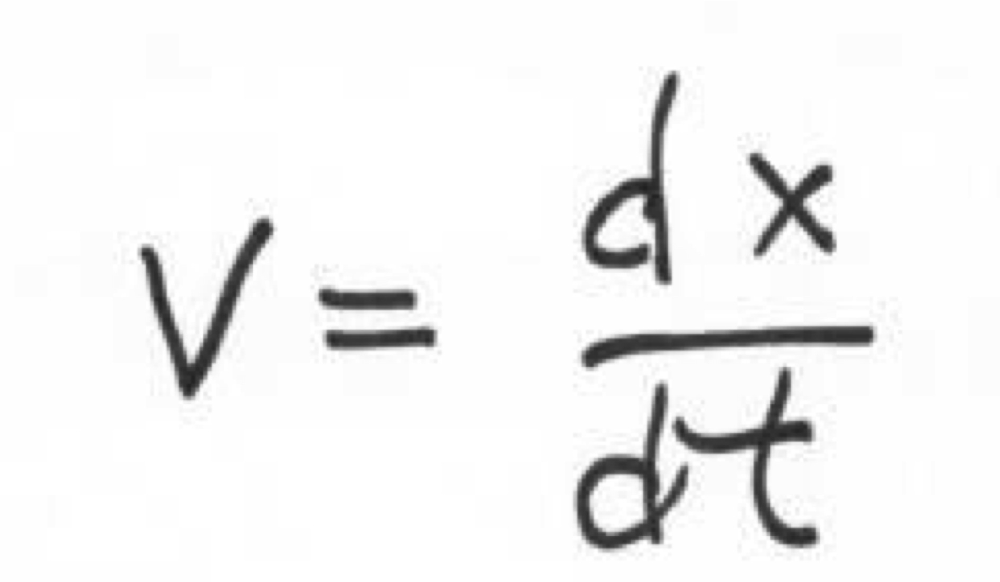 V = dx/dt